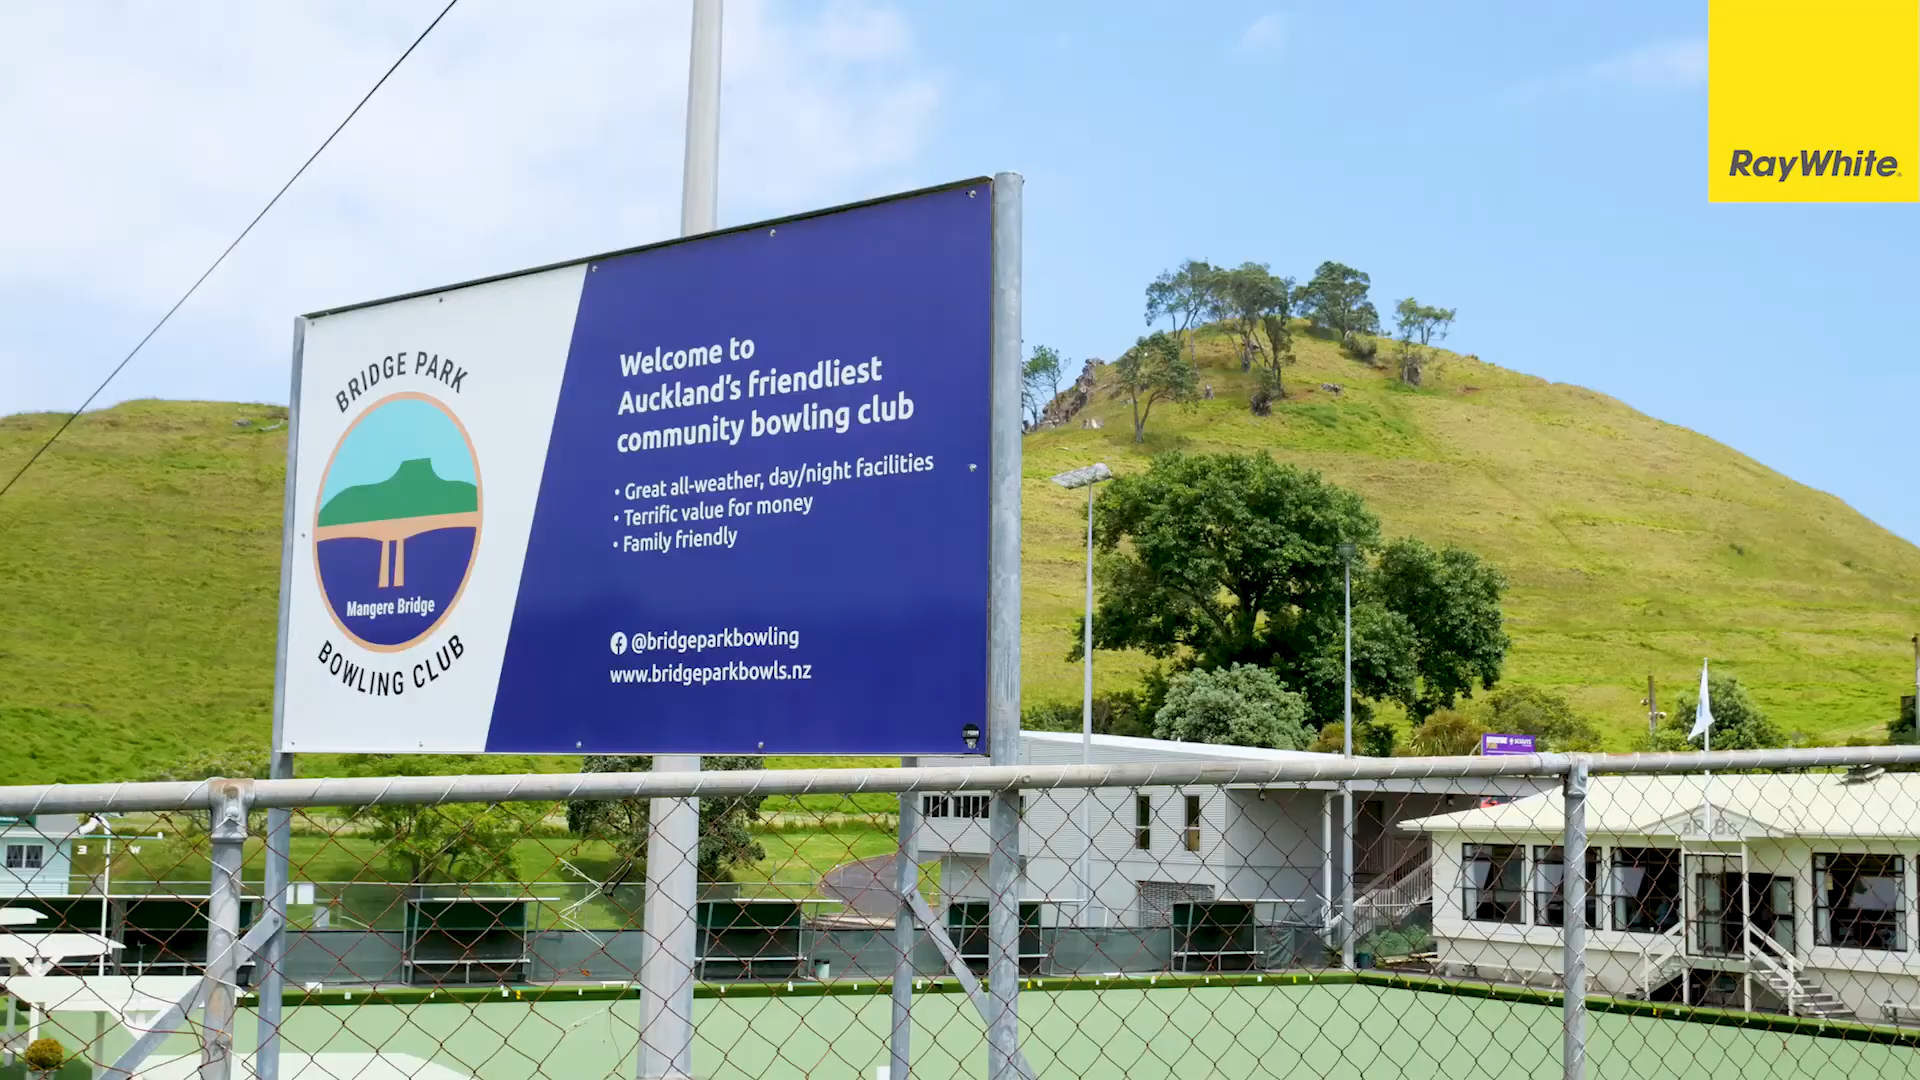 RayWhite
BRIDGE PARK
Mangere Bridge
BOWLING CLUB
Welcome to
Auckland's friendliest
community bowling club
• Great all-weather, day/night facilities
• Terrific value for money
• Family friendly
@bridgeparkbowling
www.bridgeparkbowls.nz
SCOUTS